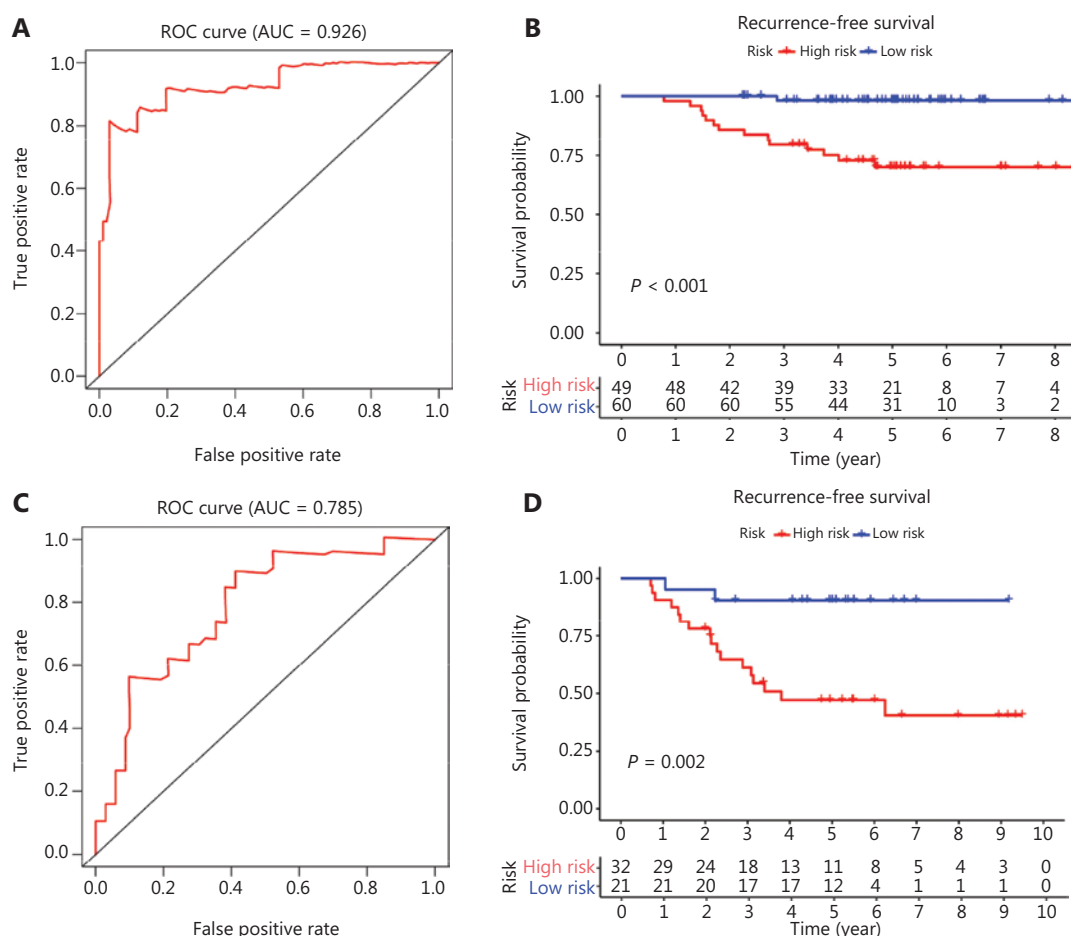 A
ROC curve (AUC = 0.926)
1.0
0.8
0.6
0.4
0.2
0.0
True positive rate
0.0 0.2 0.4 0.6 0.8 1.0
False positive rate
B
Recurrence-free survival
Risk High risk Low risk
1.00
0.75
0.50
0.25
0.00
Survival probability
P < 0.001
0 1 2 3 4 5 6 7 8
Risk
High risk 49 48 42 39 33 21 8 7 4
Low risk 60 60 60 55 44 31 10 3 2
0 1 2 3 4 5 6 7 8
Time (year)
C
ROC curve (AUC = 0.785)
1.0
0.8
0.6
0.4
0.2
0.0
True positive rate
0.0 0.2 0.4 0.6 0.8 1.0
False positive rate
D
Recurrence-free survival
Risk High risk Low risk
1.00
0.75
0.50
0.25
0.00
Survival probability
P = 0.002
0 1 2 3 4 5 6 7 8 9 10
Risk
High risk 32 29 24 18 13 11 8 5 4 3 0
Low risk 21 21 20 17 17 12 4 1 1 1 0
0 1 2 3 4 5 6 7 8 9 10
Time (year)